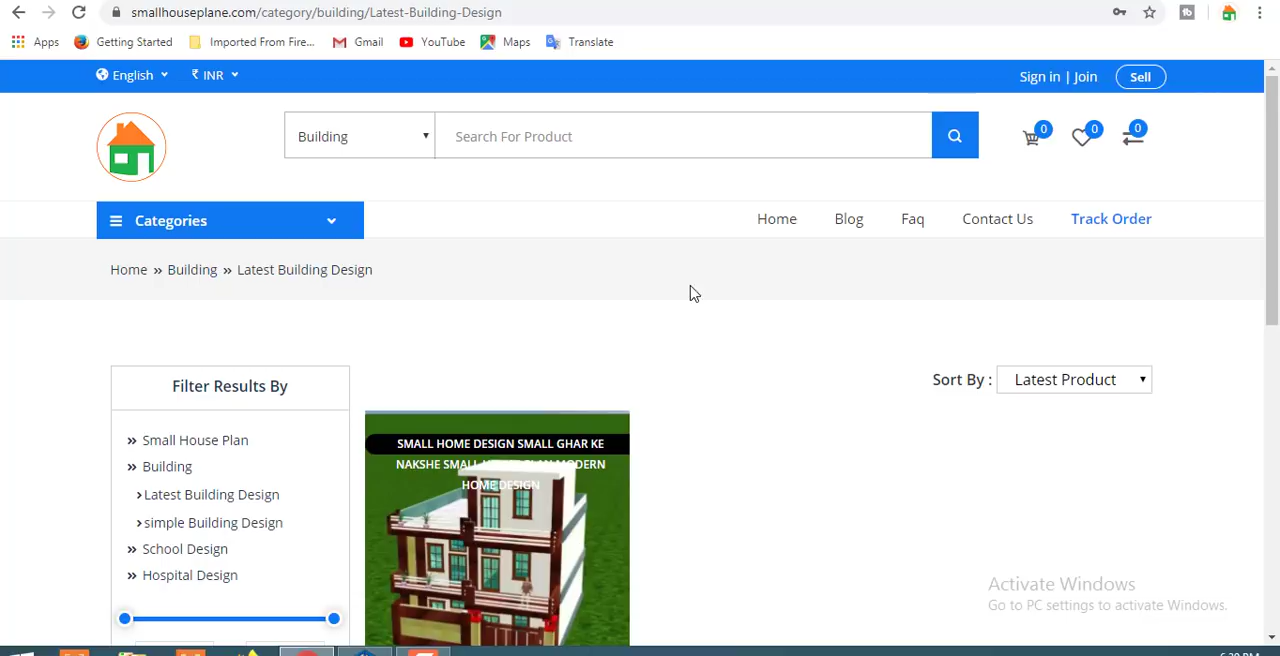 smallhouseplane.com/category/building/Latest-Building-Design
Apps Getting Started Imported From Fire... Gmail YouTube Maps Translate
English ₹ INR Sign in | Join Sell
Building Search For Product 0 0 0
Categories Home Blog Faq Contact Us Track Order
Home » Building » Latest Building Design
Filter Results By
Sort By : Latest Product
» Small House Plan
» Building
› Latest Building Design
› simple Building Design
» School Design
» Hospital Design
SMALL HOME DESIGN SMALL GHAR KE
NAKSHE SMALL MODERN
HOME DESIGN
Activate Windows
Go to PC settings to activate Windows.